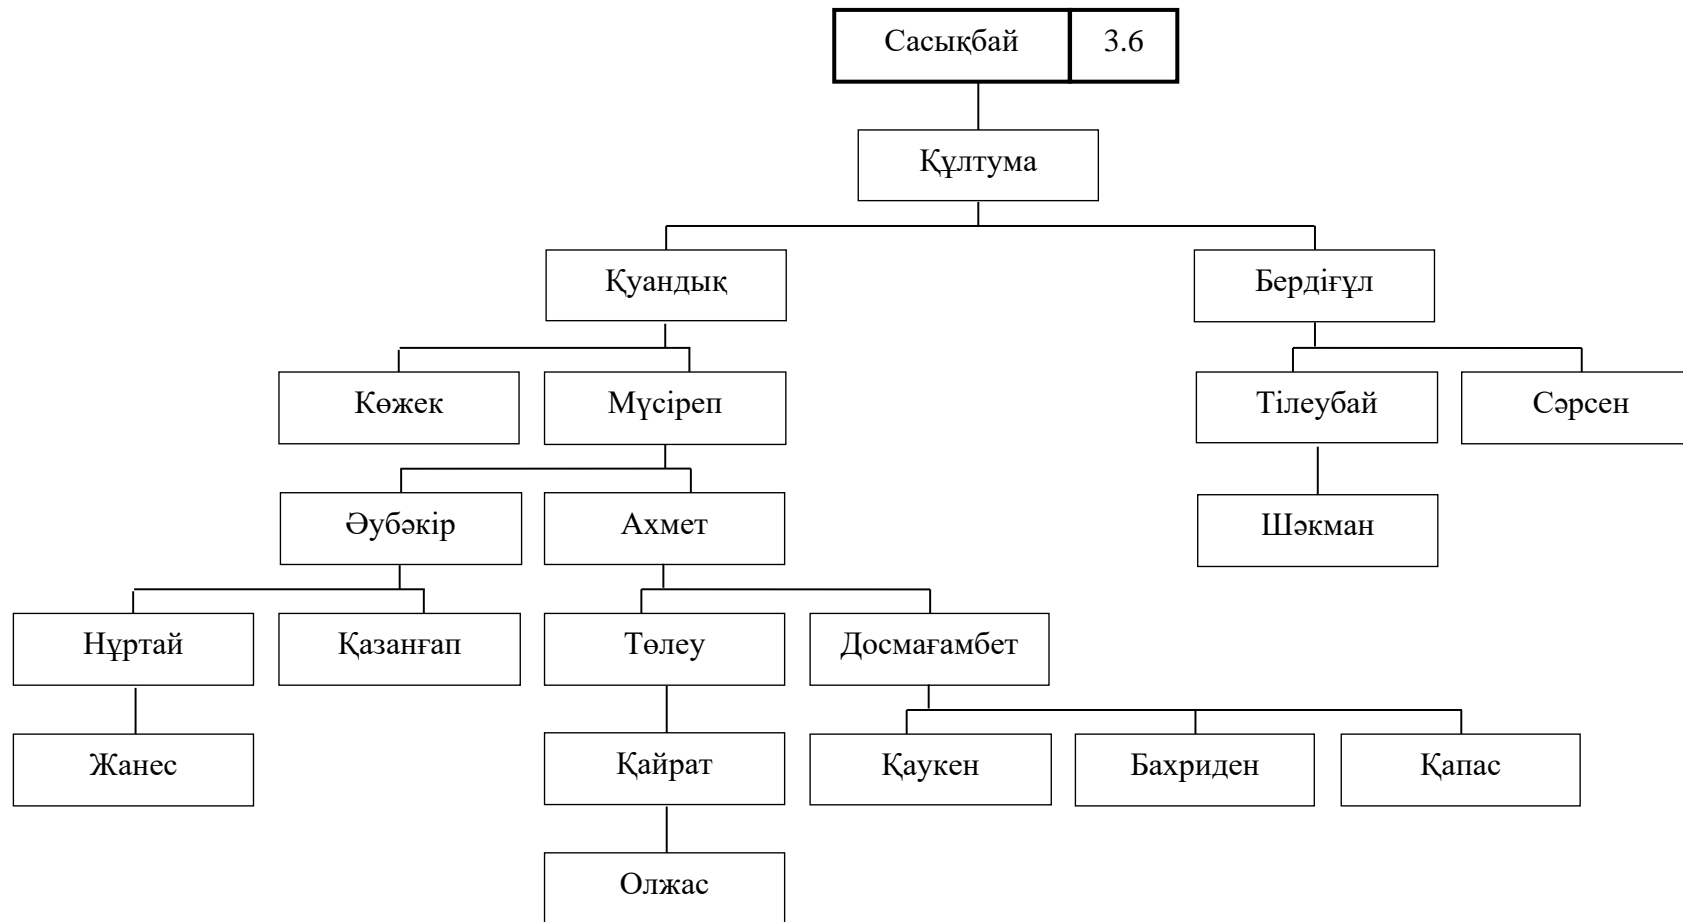 Сасықбай 3.6
Құлтума
Қуандық Бердіғұл
Көжек Мүсіреп Тілеубай Сәрсен
Әубәкір Ахмет Шәкман
Нұртай Қазанғап Төлеу Досмағамбет
Жанес Қайрат Қаукен Бахриден Қапас
Олжас